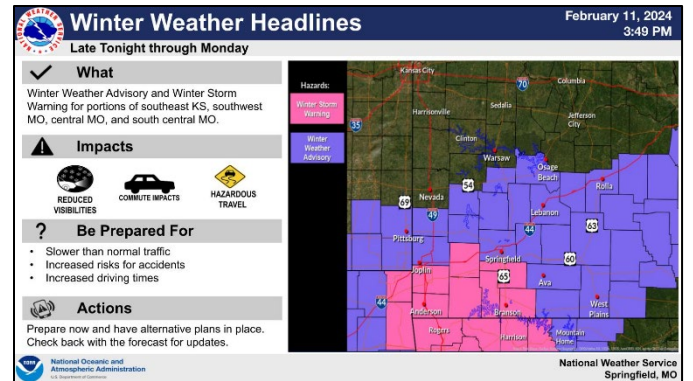 Winter Weather Headlines
February 11, 2024
3:49 PM
Late Tonight through Monday
What
Winter Weather Advisory and Winter Storm
Warning for portions of southeast KS, southwest
MO, central MO, and south central MO.
Impacts
REDUCED
VISIBILITIES
COMMUTE IMPACTS
HAZARDOUS
TRAVEL
? Be Prepared For
• Slower than normal traffic
• Increased risks for accidents
• Increased driving times
Actions
Prepare now and have alternative plans in place.
Check back with the forecast for updates.
Hazards:
Winter Storm
Warning
Winter
Weather
Advisory
Kansas City
70
Columbia
Sedalia
Harrisonville
Jefferson
City
35
Clinton
Warsaw
Osage
Beach
54
Rolla
Nevada
69
49
Lebanon
63
Pittsburg
44
Springfield
60
Joplin
65
Ava
44
Anderson
Branson
West
Plains
Rogers
Harrison
Mountain
Home
National Oceanic and
Atmospheric Administration
U.S. Department of Commerce
National Weather Service
Springfield, MO